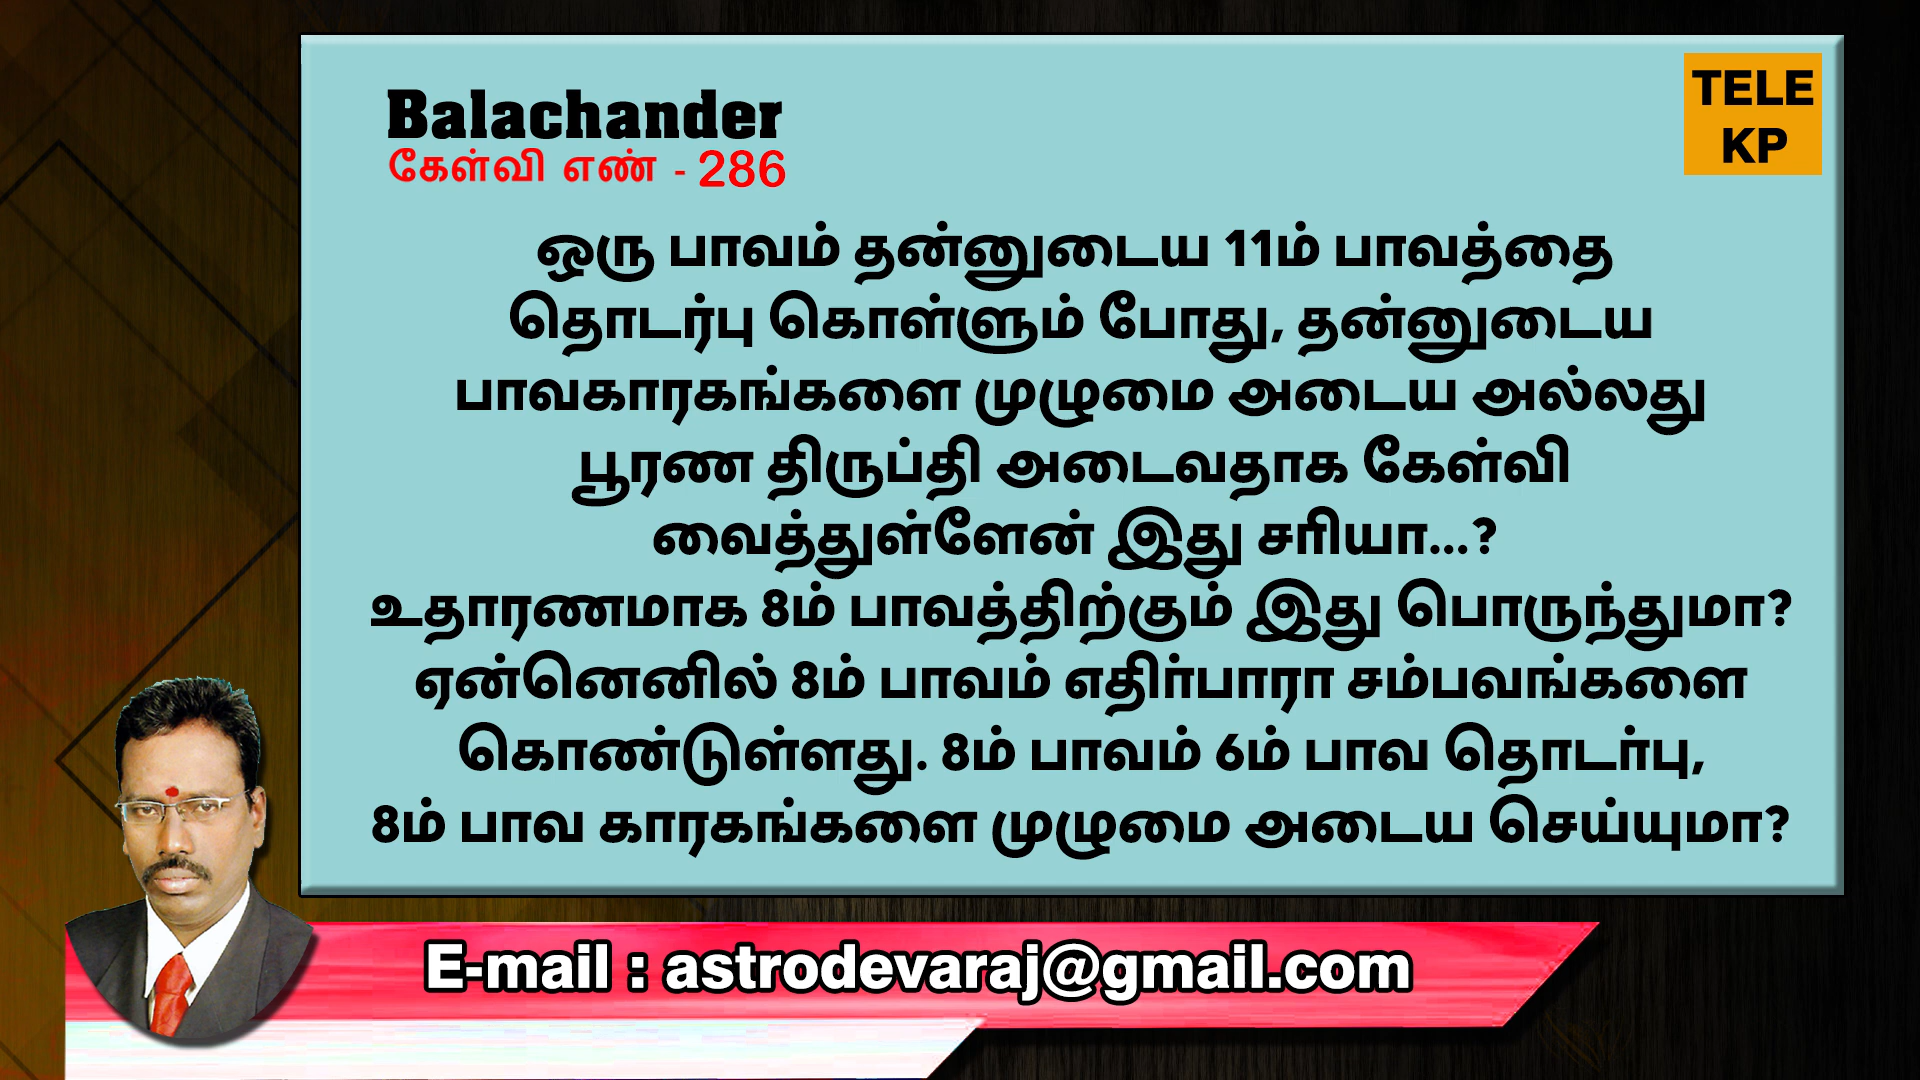 TELE
KP
Balachander
கேள்வி எண் - 286
ஒரு பாவம் தன்னுடைய 11ம் பாவத்தை
தொடர்பு கொள்ளும் போது, தன்னுடைய
பாவகாரகங்களை முழுமை அடைய அல்லது
பூரண திருப்தி அடைவதாக கேள்வி
வைத்துள்ளேன் இது சரியா...?
உதாரணமாக 8ம் பாவத்திற்கும் இது பொருந்துமா?
ஏன்னெனில் 8ம் பாவம் எதிர்பாரா சம்பவங்களை
கொண்டுள்ளது. 8ம் பாவம் 6ம் பாவ தொடர்பு,
8ம் பாவ காரகங்களை முழுமை அடைய செய்யுமா?
E-mail : astrodevaraj@gmail.com